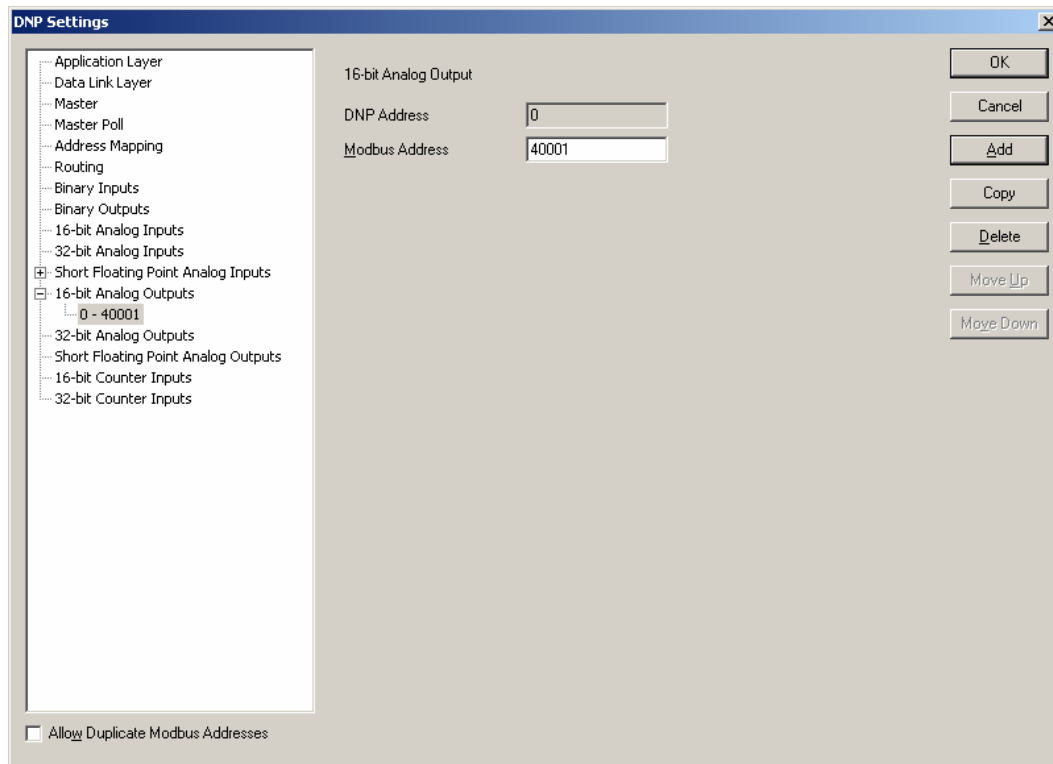 DNP Settings
Application Layer
Data Link Layer
Master
Master Poll
Address Mapping
Routing
Binary Inputs
Binary Outputs
16-bit Analog Inputs
32-bit Analog Inputs
Short Floating Point Analog Inputs
16-bit Analog Outputs
0 - 40001
32-bit Analog Outputs
Short Floating Point Analog Outputs
16-bit Counter Inputs
32-bit Counter Inputs
Allow Duplicate Modbus Addresses
16-bit Analog Output
DNP Address 0
Modbus Address 40001
OK
Cancel
Add
Copy
Delete
Move Up
Move Down